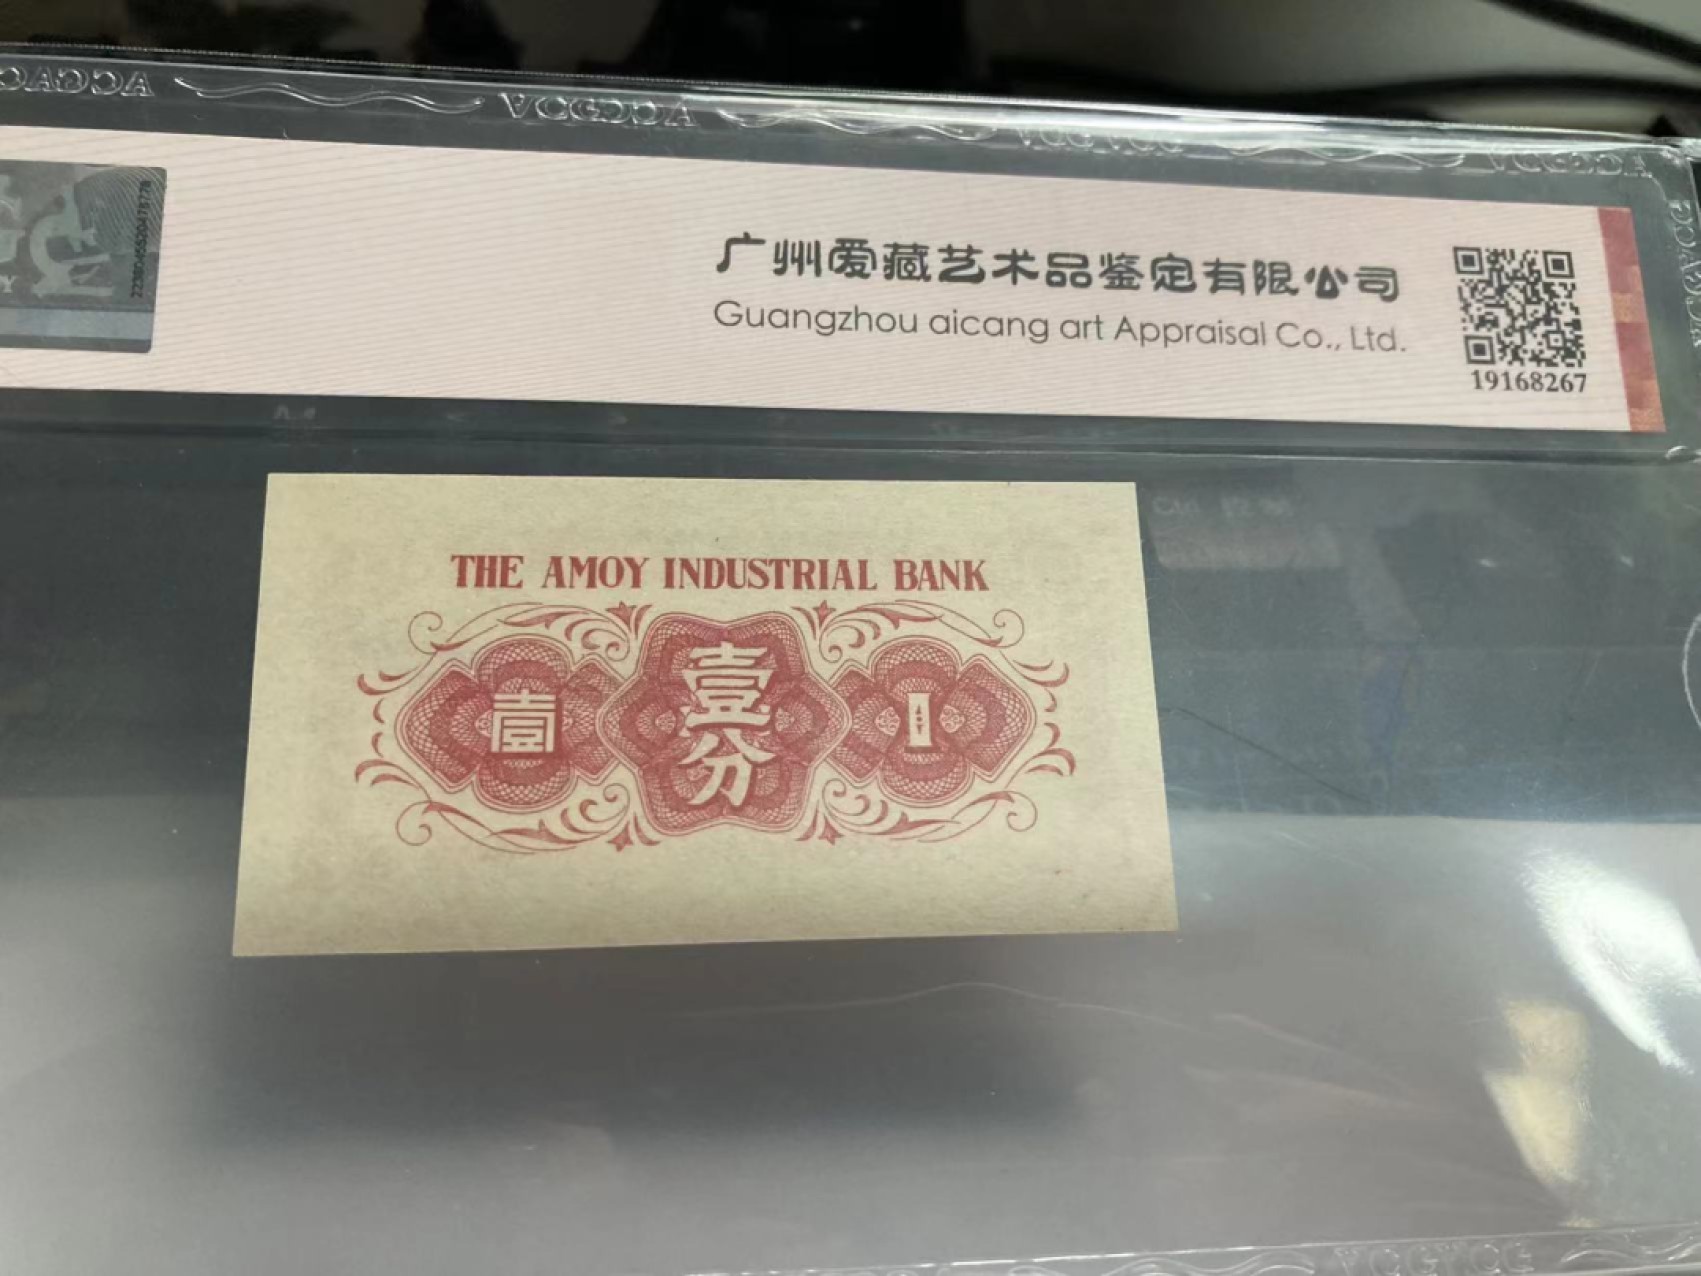 广州爱藏艺术品鉴定有限公司
Guangzhou aicang art Appraisal Co., Ltd.
19168267
THE AMOY INDUSTRIAL BANK
壹
壹分
1